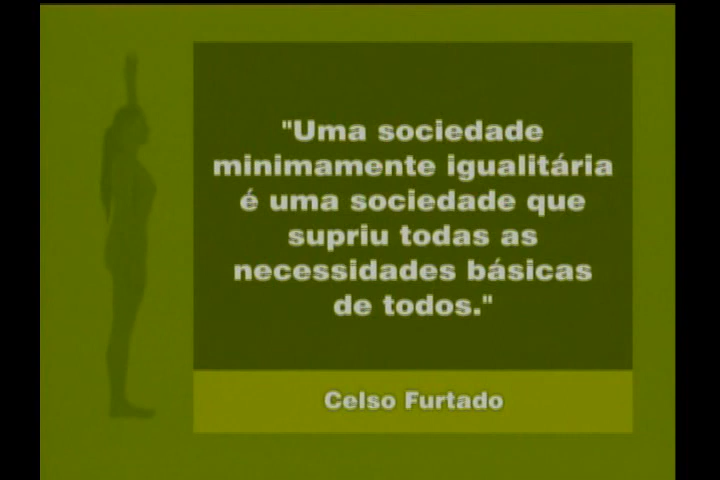 "Uma sociedade
minimamente igualitária
é uma sociedade que
supriu todas as
necessidades básicas
de todos."
Celso Furtado